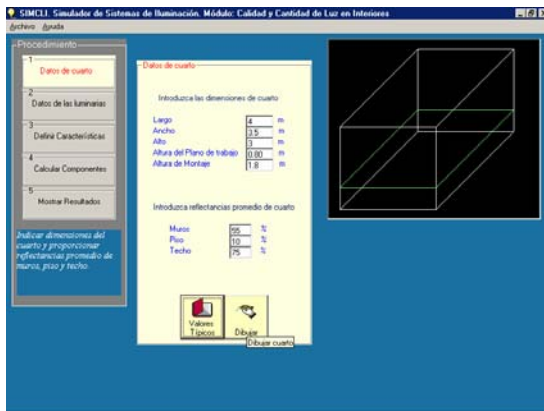 SIMCLI. Simulador de Sistemas de Iluminación. Módulo: Calidad y Cantidad de Luz en Interiores
Archivo Ayuda
Procedimiento
1
Datos de cuarto
2
Datos de las luminarias
3
Definir Características
4
Calcular Componentes
5
Mostrar Resultados
Indicar dimensiones del
cuarto y proporcionar
reflectancias promedio de
muros, piso y techo.
Datos de cuarto
Introduzca las dimensiones de cuarto
Largo 4 m
Ancho 3.5 m
Alto 3 m
Altura del Plano de trabajo 0.80 m
Altura de Montaje 1.8 m
Introduzca reflectancias promedio de cuarto
Muros 55 %
Piso 10 %
Techo 75 %
Valores
Típicos
Dibujar
Dibujar cuarto